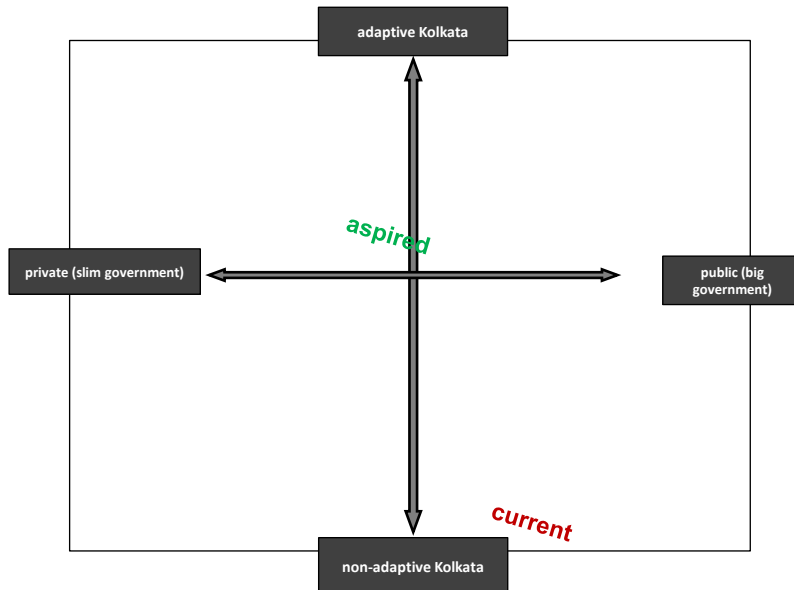 adaptive Kolkata
aspired
private (slim government)
public (big
government)
current
non-adaptive Kolkata